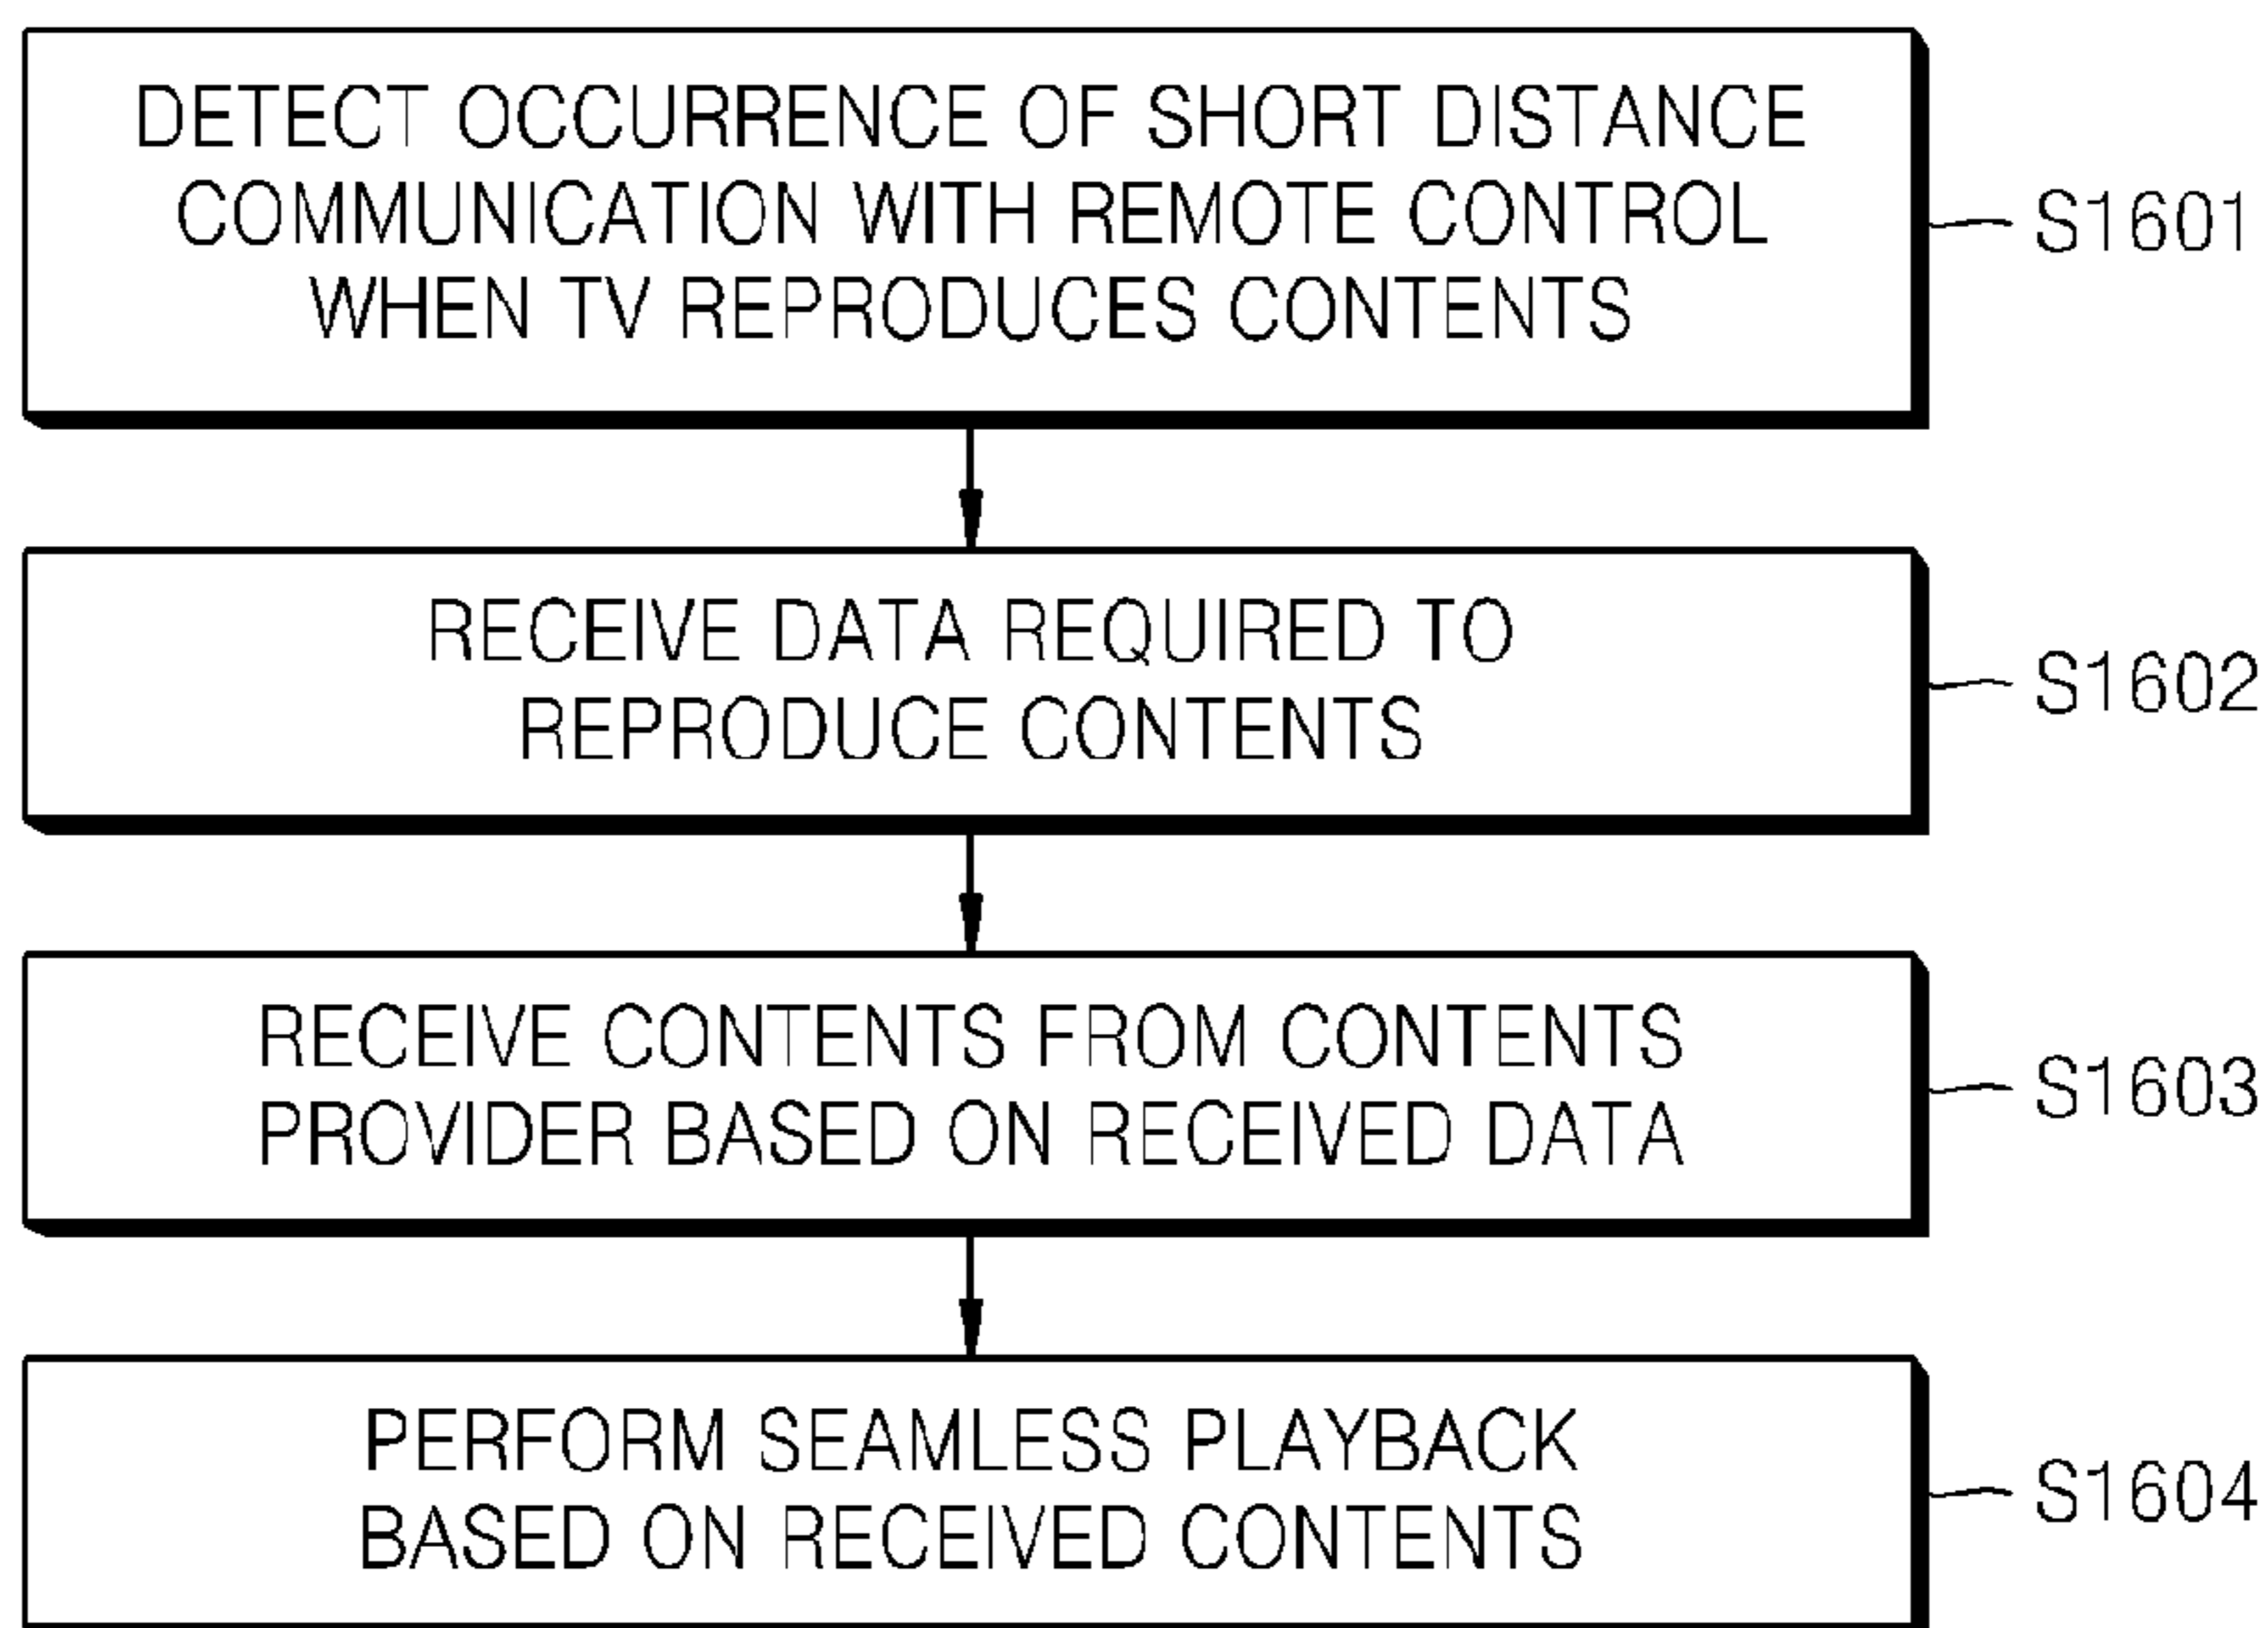 DETECT OCCURRENCE OF SHORT DISTANCE
COMMUNICATION WITH REMOTE CONTROL
WHEN TV REPRODUCES CONTENTS
S1601
RECEIVE DATA REQUIRED TO
REPRODUCE CONTENTS
S1602
RECEIVE CONTENTS FROM CONTENTS
PROVIDER BASED ON RECEIVED DATA
S1603
PERFORM SEAMLESS PLAYBACK
BASED ON RECEIVED CONTENTS
S1604